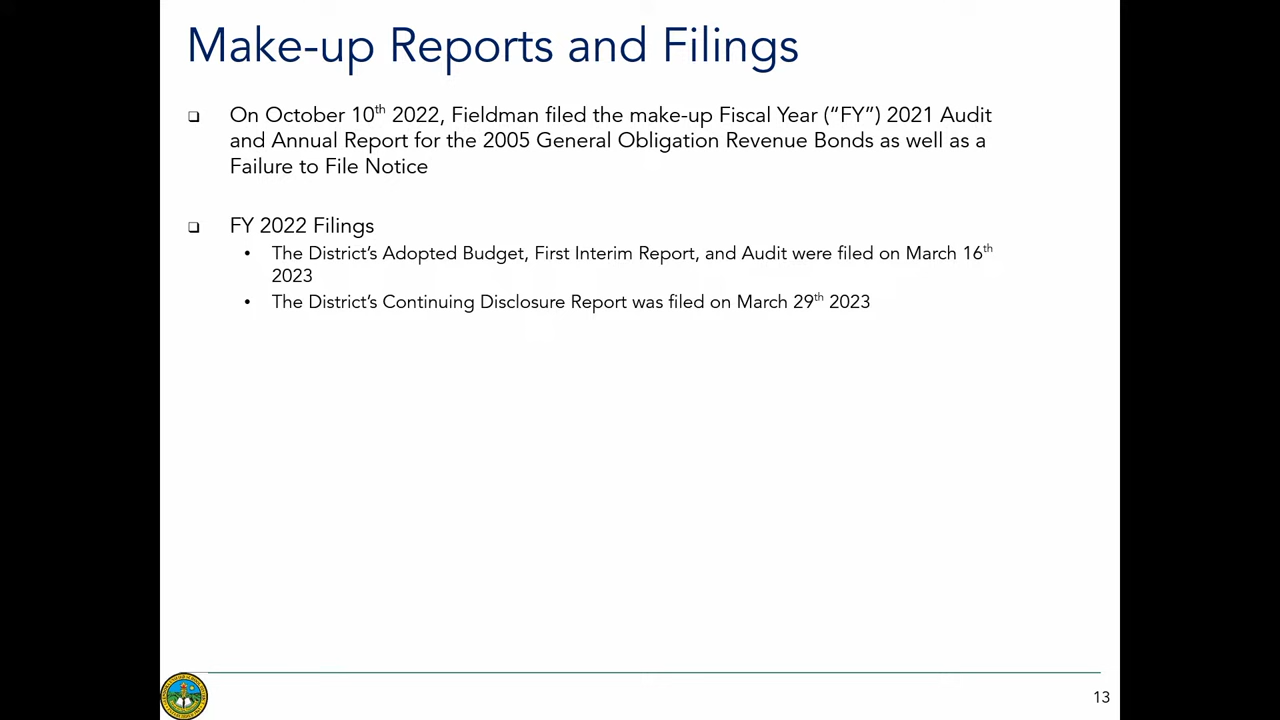 Make-up Reports and Filings
❑ On October 10th 2022, Fieldman filed the make-up Fiscal Year (“FY”) 2021 Audit
and Annual Report for the 2005 General Obligation Revenue Bonds as well as a
Failure to File Notice
❑ FY 2022 Filings
• The District’s Adopted Budget, First Interim Report, and Audit were filed on March 16th
2023
• The District’s Continuing Disclosure Report was filed on March 29th 2023
13